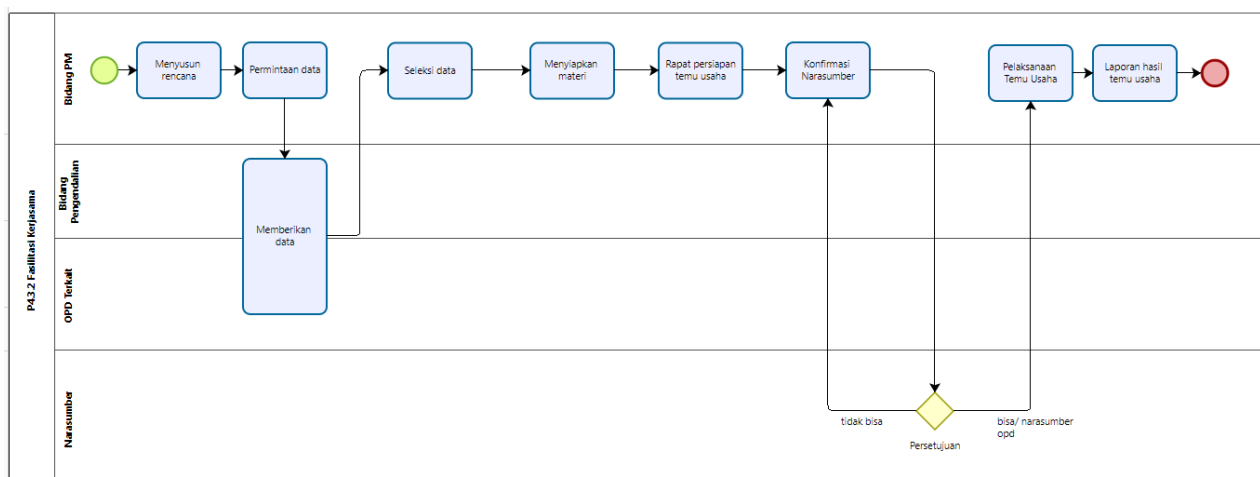 P4.3.2 Fasilitasi Kerjasama
Bidang PM
Menyusun
rencana
Permintaan data
Seleksi data
Menyiapkan
materi
Rapat persiapan
temu usaha
Konfirmasi
Narasumber
Pelaksanaan
Temu Usaha
Laporan hasil
temu usaha
Bidang
Pengendalian
Memberikan
data
OPD Terkait
Narasumber
tidak bisa
Persetujuan
bisa/ narasumber
opd